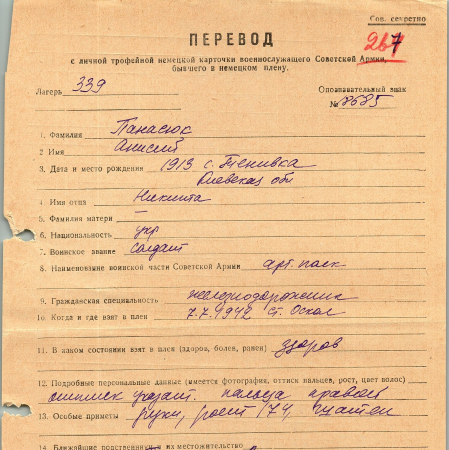 Сов. секретно
267
ПЕРЕВОД
с личной трофейной немецкой карточки военнослужащего Советской Армии,
бывшего в немецком плену.
Лагерь 339
Опознавательный знак
№ 8685
1. Фамилия Панасюк
2 Имя Анисий
3. Дата и место рождения 1913 с. Тенивка
Киевская обл
4. Имя отца Никита
5. Фамилия матери —
6. Национальность укр
7. Воинское звание солдат
8. Наименование воинской части Советской Армии арт. полк
9. Гражданская специальность железнодорожник
10. Когда и где взят в плен 7.7.1942 Ст. Оскол
11. В каком состоянии взят в плен (здоров, болен, ранен) здоров
12. Подробные персональные данные (имеется фотография, оттиск пальцев, рост, цвет волос)
оттиск указат. пальца правой
13. Особые приметы руки, рост 174,
14. Ближайшие родственники и их местожительство